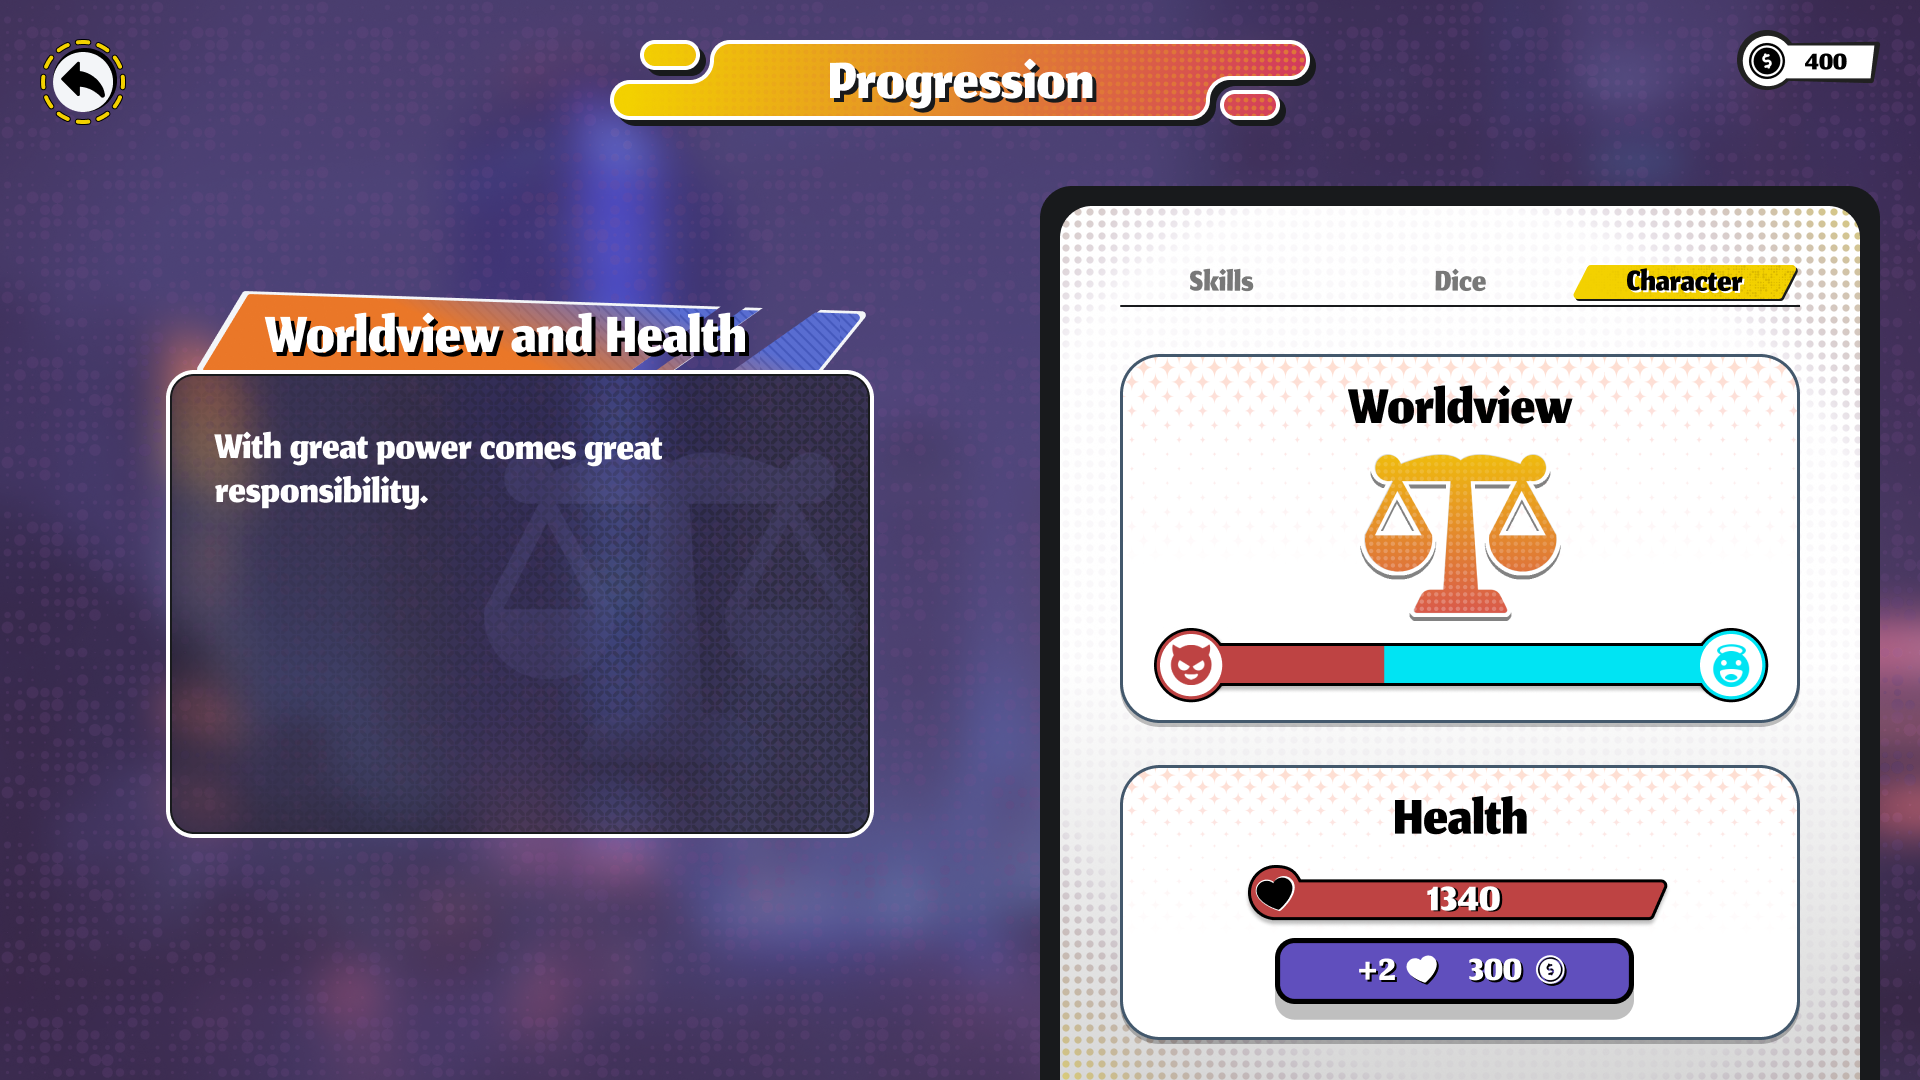 Progression
400
Worldview and Health
With great power comes great
responsibility.
Skills Dice Character
Worldview
Health
1340
+2 300